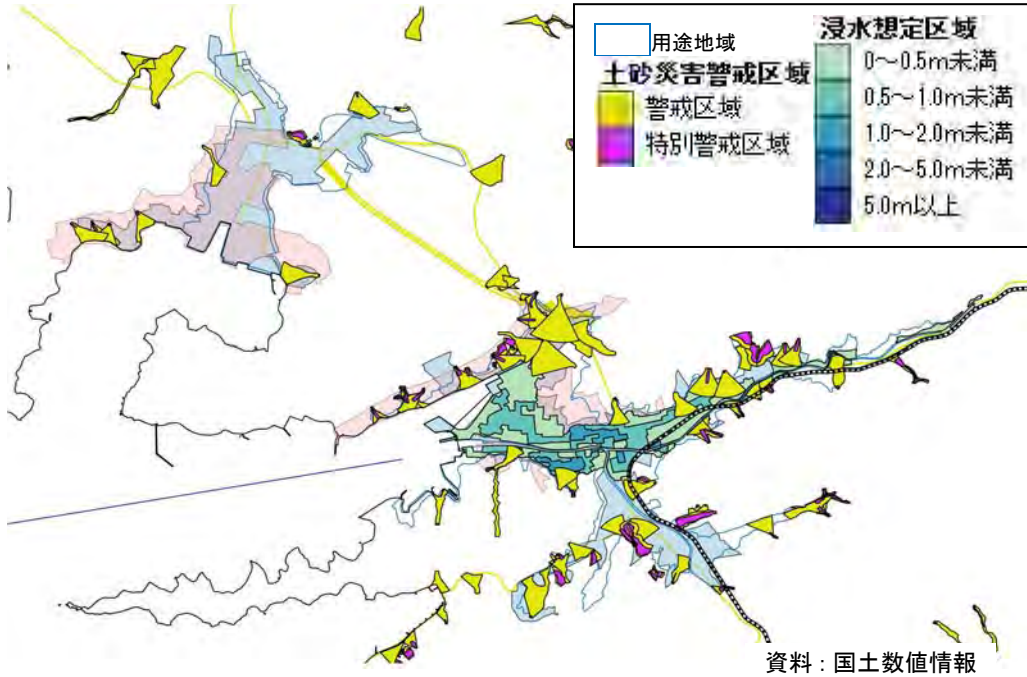 用途地域
土砂災害警戒区域
警戒区域
特別警戒区域
浸水想定区域
0～0.5m未満
0.5～1.0m未満
1.0～2.0m未満
2.0～5.0m未満
5.0m以上
資料：国土数値情報